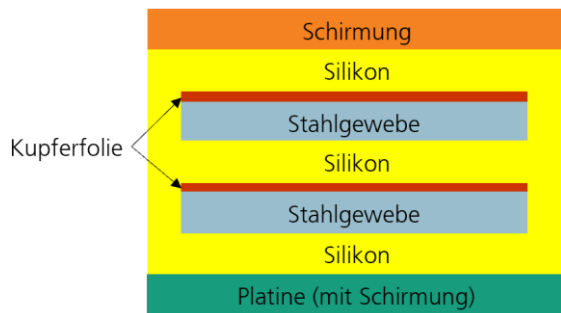 Schirmung
Silikon
Stahlgewebe
Kupferfolie
Silikon
Stahlgewebe
Silikon
Platine (mit Schirmung)